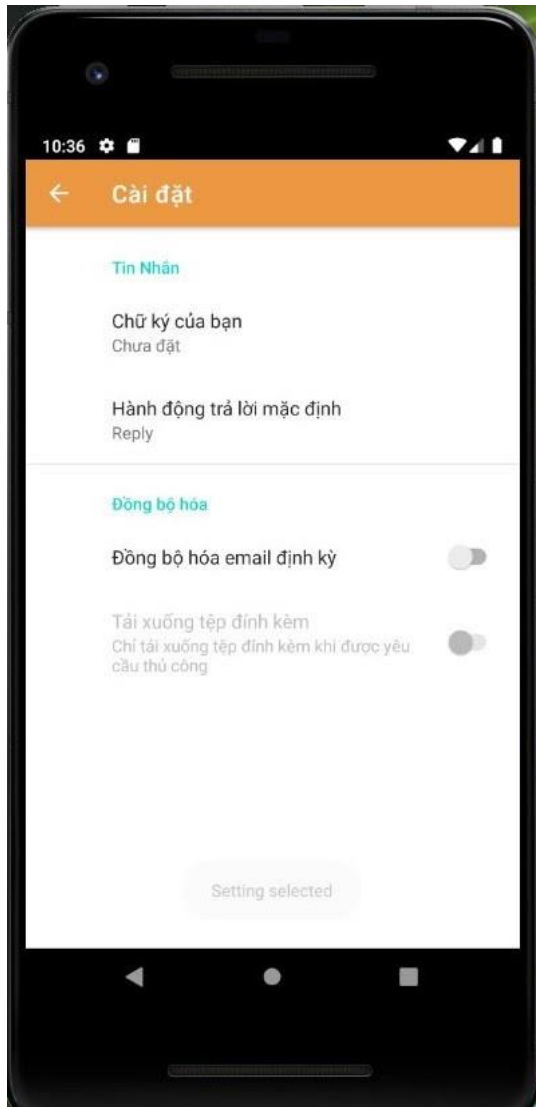 10:36
Cài đặt
Tin Nhắn
Chữ ký của bạn
Chưa đặt
Hành động trả lời mặc định
Reply
Đồng bộ hóa
Đồng bộ hóa email định kỳ
Tải xuống tệp đính kèm
Chỉ tải xuống tệp đính kèm khi được yêu
cầu thủ công
Setting selected